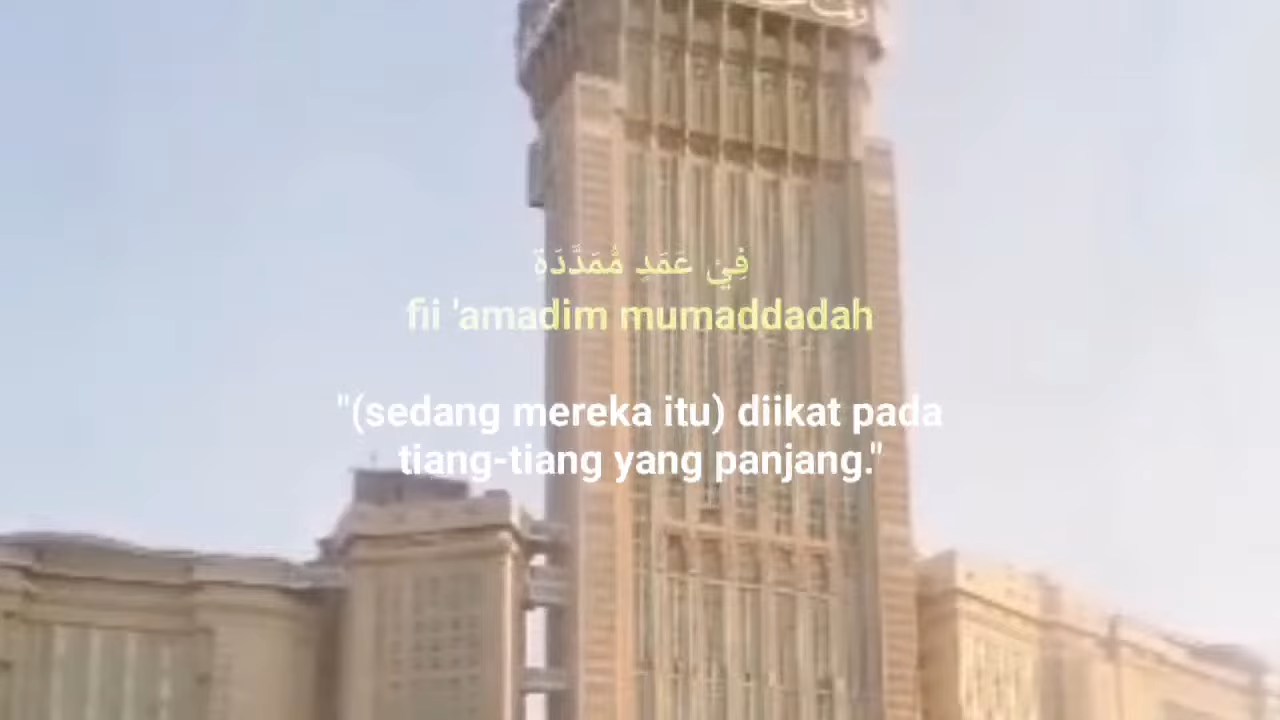 فِيْ عَمَدٍ مُّمَدَّدَةٍ
fii 'amadim mumaddadah
"(sedang mereka itu) diikat pada
tiang-tiang yang panjang."